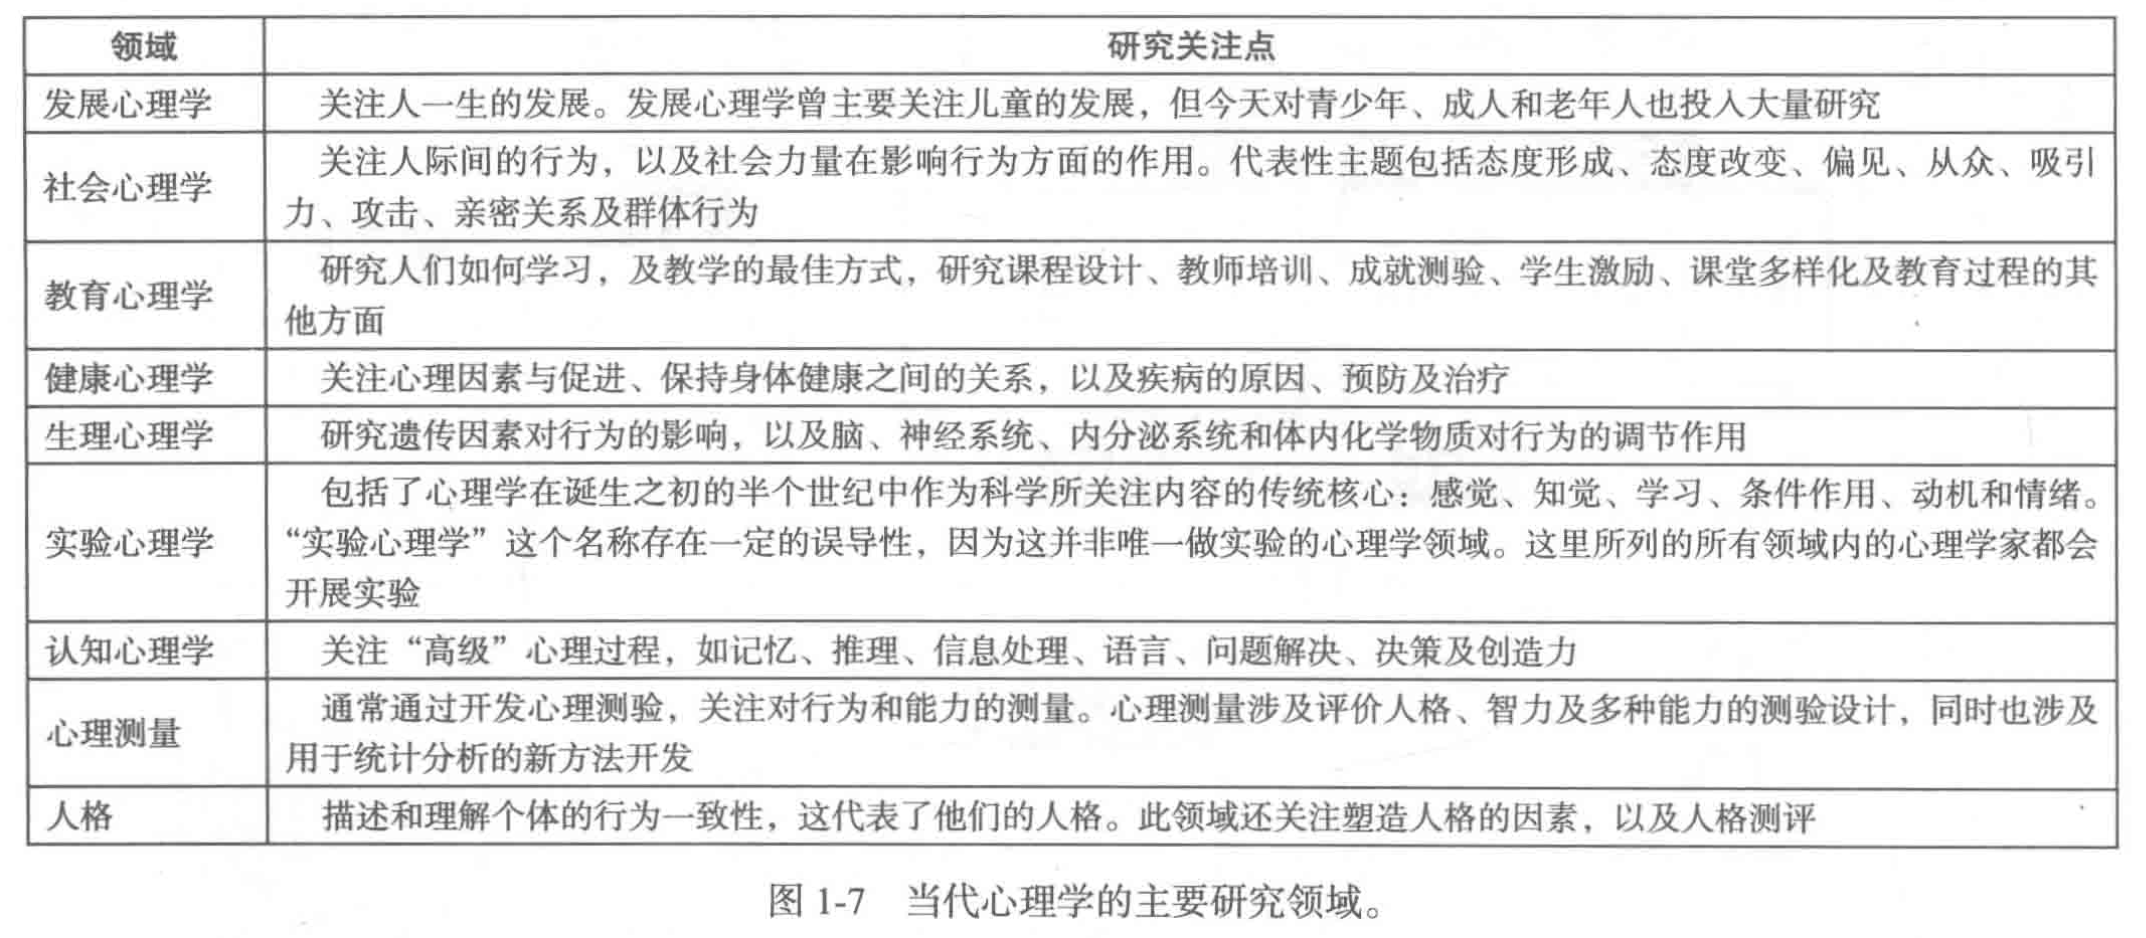 领域
研究关注点
发展心理学
关注人一生的发展。发展心理学曾主要关注儿童的发展，但今天对青少年、成人和老年人也投入大量研究
社会心理学
关注人际间的行为，以及社会力量在影响行为方面的作用。代表性主题包括态度形成、态度改变、偏见、从众、吸引
力、攻击、亲密关系及群体行为
教育心理学
研究人们如何学习，及教学的最佳方式，研究课程设计、教师培训、成就测验、学生激励、课堂多样化及教育过程的其
他方面
健康心理学
关注心理因素与促进、保持身体健康之间的关系，以及疾病的原因、预防及治疗
生理心理学
研究遗传因素对行为的影响，以及脑、神经系统、内分泌系统和体内化学物质对行为的调节作用
实验心理学
包括了心理学在诞生之初的半个世纪中作为科学所关注内容的传统核心：感觉、知觉、学习、条件作用、动机和情绪。
“实验心理学”这个名称存在一定的误导性，因为这并非唯一做实验的心理学领域。这里所列的所有领域内的心理学家都会
开展实验
认知心理学
关注“高级”心理过程，如记忆、推理、信息处理、语言、问题解决、决策及创造力
心理测量
通常通过开发心理测验，关注对行为和能力的测量。心理测量涉及评价人格、智力及多种能力的测验设计，同时也涉及
用于统计分析的新方法开发
人格
描述和理解个体的行为一致性，这代表了他们的人格。此领域还关注塑造人格的因素，以及人格测评
图 1-7 当代心理学的主要研究领域。